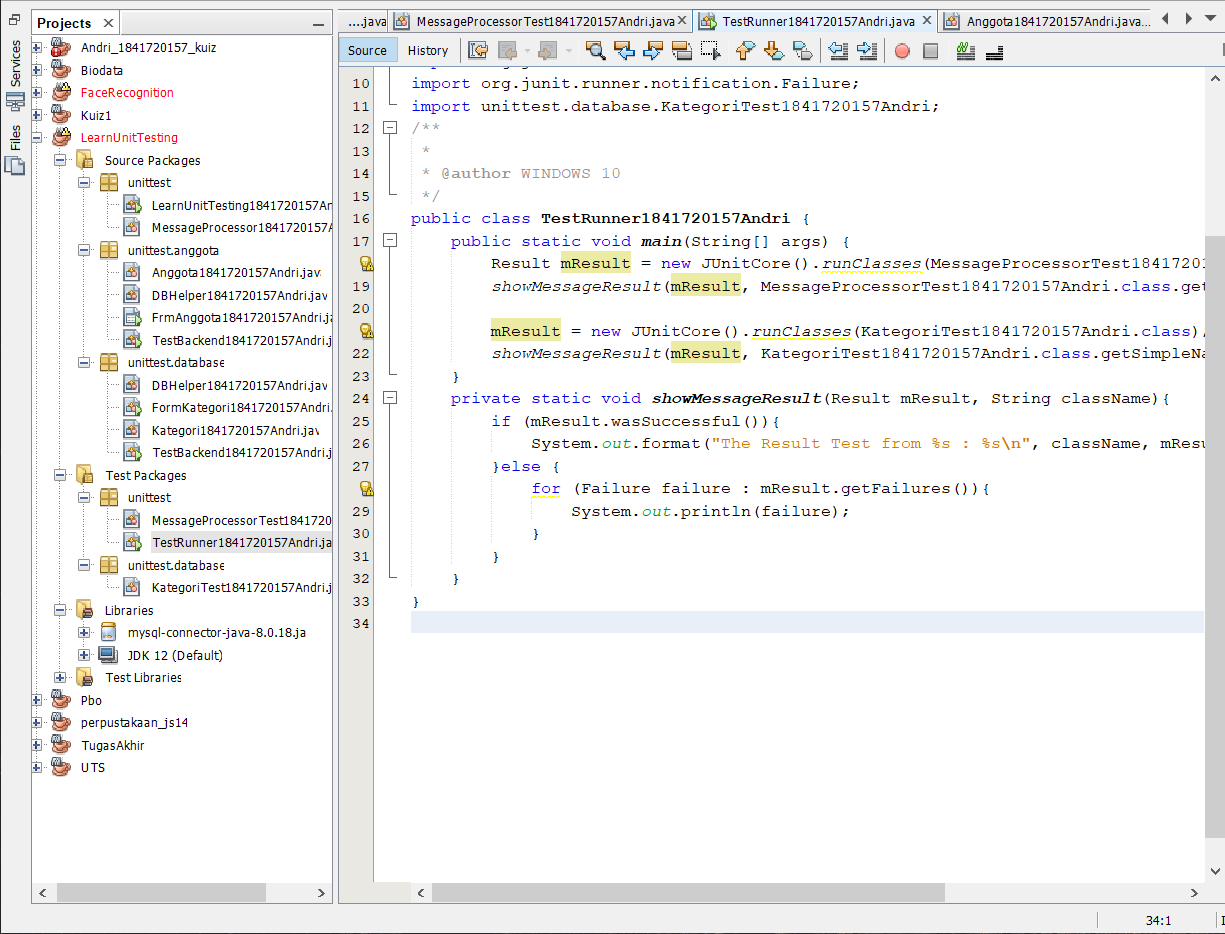 Services
Files
Projects
Andri_1841720157_kuiz
Biodata
FaceRecognition
Kuiz1
LearnUnitTesting
Source Packages
unittest
LearnUnitTesting1841720157An
MessageProcessor1841720157A
unittest.anggota
Anggota1841720157Andri.java
DBHelper1841720157Andri.jav
FrmAnggota1841720157Andri.ja
TestBackend1841720157Andri.j
unittest.database
DBHelper1841720157Andri.jav
FormKategori1841720157Andri.
Kategori1841720157Andri.jav
TestBackend1841720157Andri.j
Test Packages
unittest
MessageProcessorTest1841720
TestRunner1841720157Andri.ja
unittest.database
KategoriTest1841720157Andri.j
Libraries
mysql-connector-java-8.0.18.ja
JDK 12 (Default)
Test Libraries
Pbo
perpustakaan_js14
TugasAkhir
UTS
....java MessageProcessorTest1841720157Andri.java TestRunner1841720157Andri.java Anggota1841720157Andri.java...
Source History
10 import org.junit.runner.notification.Failure;
11 import unittest.database.KategoriTest1841720157Andri;
12 /**
13 *
14 * @author WINDOWS 10
15 */
16 public class TestRunner1841720157Andri {
17 public static void main(String[] args) {
Result mResult = new JUnitCore().runClasses(MessageProcessorTest1841720
19 showMessageResult(mResult, MessageProcessorTest1841720157Andri.class.get
20
mResult = new JUnitCore().runClasses(KategoriTest1841720157Andri.class)
22 showMessageResult(mResult, KategoriTest1841720157Andri.class.getSimpleNa
23 }
24 private static void showMessageResult(Result mResult, String className){
25 if (mResult.wasSuccessful()){
26 System.out.format("The Result Test from %s : %s\n", className, mResu
27 }else {
for (Failure failure : mResult.getFailures()){
29 System.out.println(failure);
30 }
31 }
32 }
33 }
34
34:1